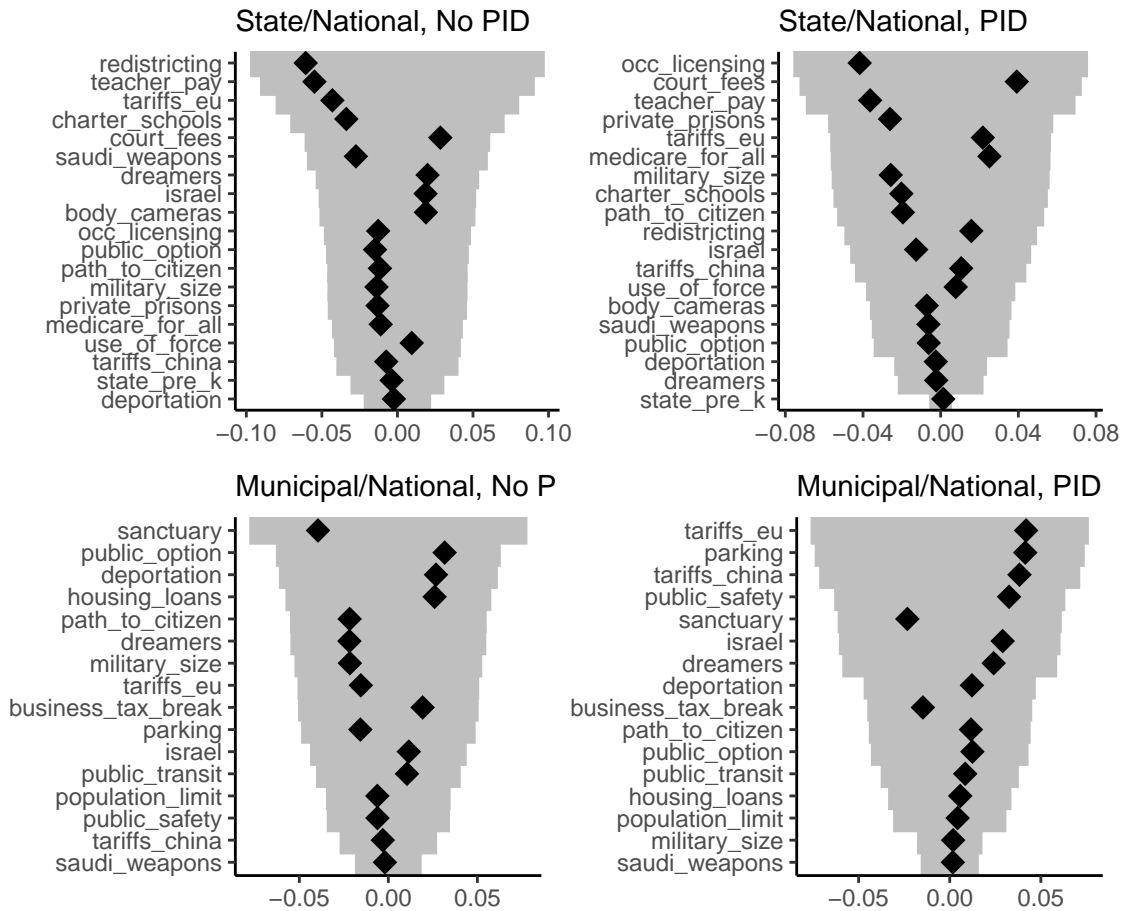 State/National, No PID
redistricting
teacher_pay
tariffs_eu
charter_schools
court_fees
saudi_weapons
dreamers
israel
body_cameras
occ_licensing
public_option
path_to_citizen
military_size
private_prisons
medicare_for_all
use_of_force
tariffs_china
state_pre_k
deportation
−0.10 −0.05 0.00 0.05 0.10
State/National, PID
occ_licensing
court_fees
teacher_pay
private_prisons
tariffs_eu
medicare_for_all
military_size
charter_schools
path_to_citizen
redistricting
israel
tariffs_china
use_of_force
body_cameras
saudi_weapons
public_option
deportation
dreamers
state_pre_k
−0.08 −0.04 0.00 0.04 0.08
Municipal/National, No P
sanctuary
public_option
deportation
housing_loans
path_to_citizen
dreamers
military_size
tariffs_eu
business_tax_break
parking
israel
public_transit
population_limit
public_safety
tariffs_china
saudi_weapons
−0.05 0.00 0.05
Municipal/National, PID
tariffs_eu
parking
tariffs_china
public_safety
sanctuary
israel
dreamers
deportation
business_tax_break
path_to_citizen
public_option
public_transit
housing_loans
population_limit
military_size
saudi_weapons
−0.05 0.00 0.05